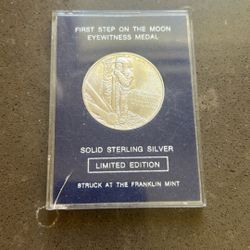 FIRST STEP ON THE MOON
EYEWITNESS MEDAL
SOLID STERLING SILVER
LIMITED EDITION
STRUCK AT THE FRANKLIN MINT